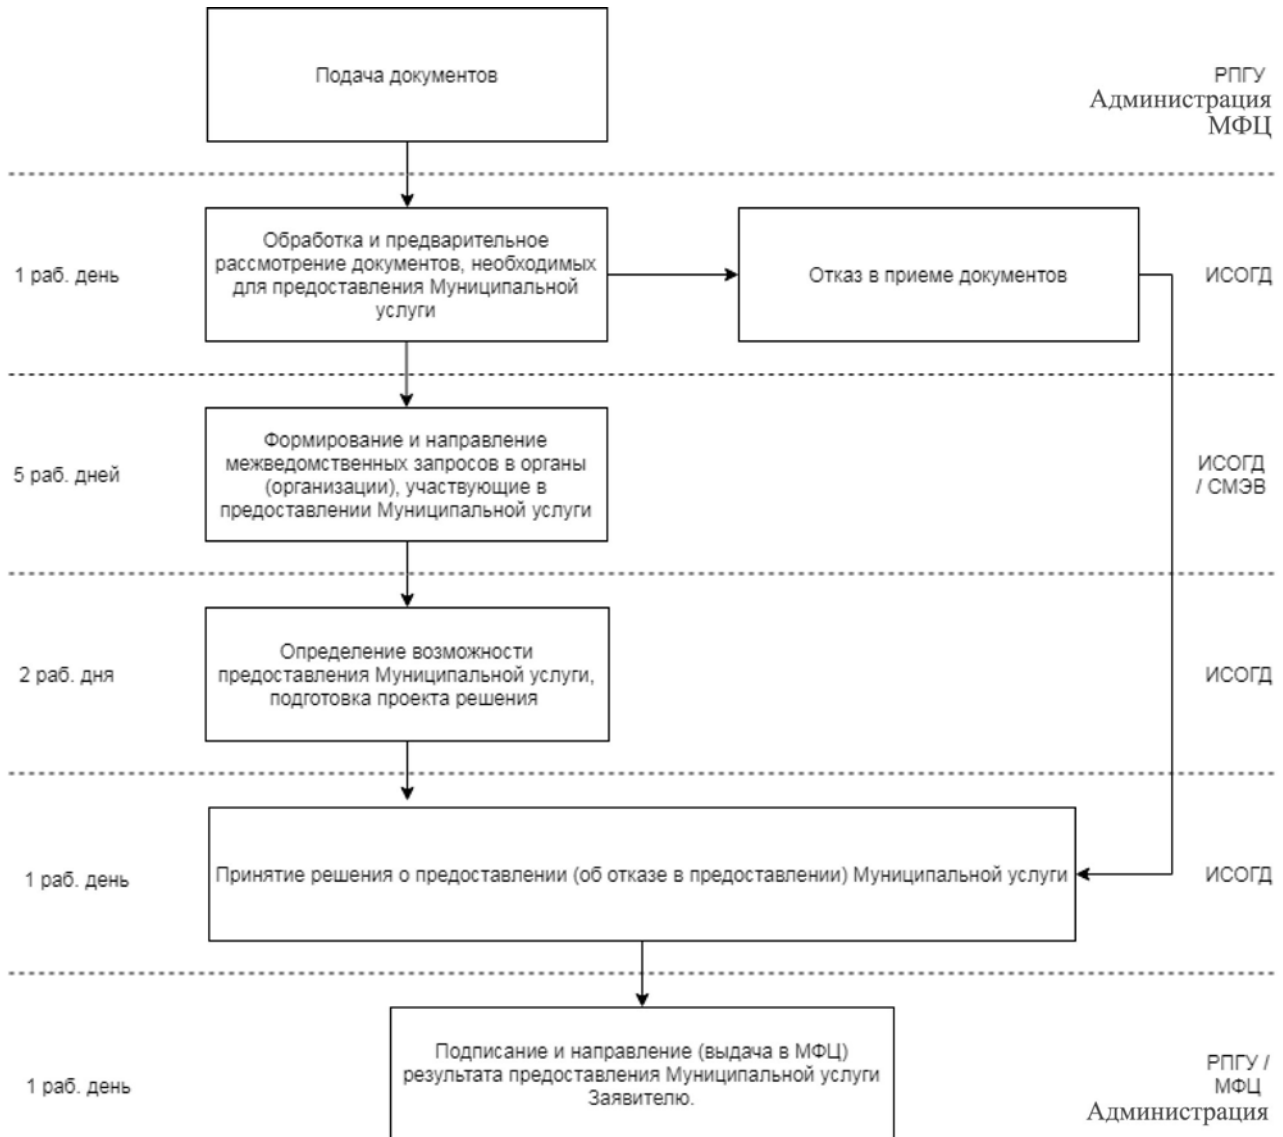 Подача документов
РПГУ
Администрация
МФЦ
1 раб. день
Обработка и предварительное
рассмотрение документов, необходимых
для предоставления Муниципальной
услуги
Отказ в приеме документов
ИСОГД
5 раб. дней
Формирование и направление
межведомственных запросов в органы
(организации), участвующие в
предоставлении Муниципальной услуги
ИСОГД
/ СМЭВ
2 раб. дня
Определение возможности
предоставления Муниципальной услуги,
подготовка проекта решения
ИСОГД
1 раб. день
Принятие решения о предоставлении (об отказе в предоставлении) Муниципальной услуги
ИСОГД
1 раб. день
Подписание и направление (выдача в МФЦ)
результата предоставления Муниципальной услуги
Заявителю.
РПГУ /
МФЦ
Администрация